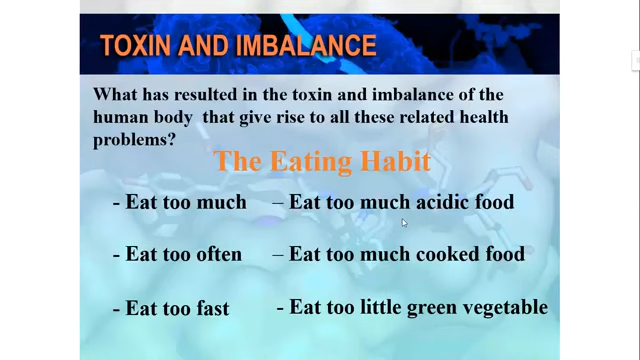 TOXIN AND IMBALANCE
What has resulted in the toxin and imbalance of the
human body that give rise to all these related health
problems?
The Eating Habit
- Eat too much – Eat too much acidic food
- Eat too often – Eat too much cooked food
- Eat too fast - Eat too little green vegetable